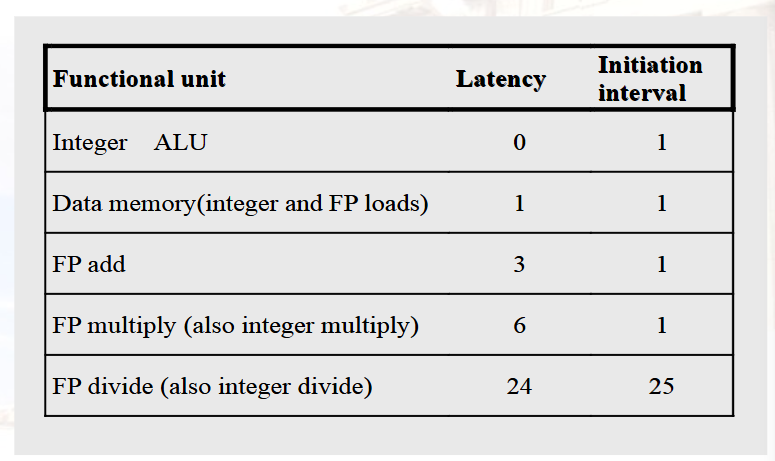 Functional unit Latency Initiation interval
Integer ALU 0 1
Data memory(integer and FP loads) 1 1
FP add 3 1
FP multiply (also integer multiply) 6 1
FP divide (also integer divide) 24 25